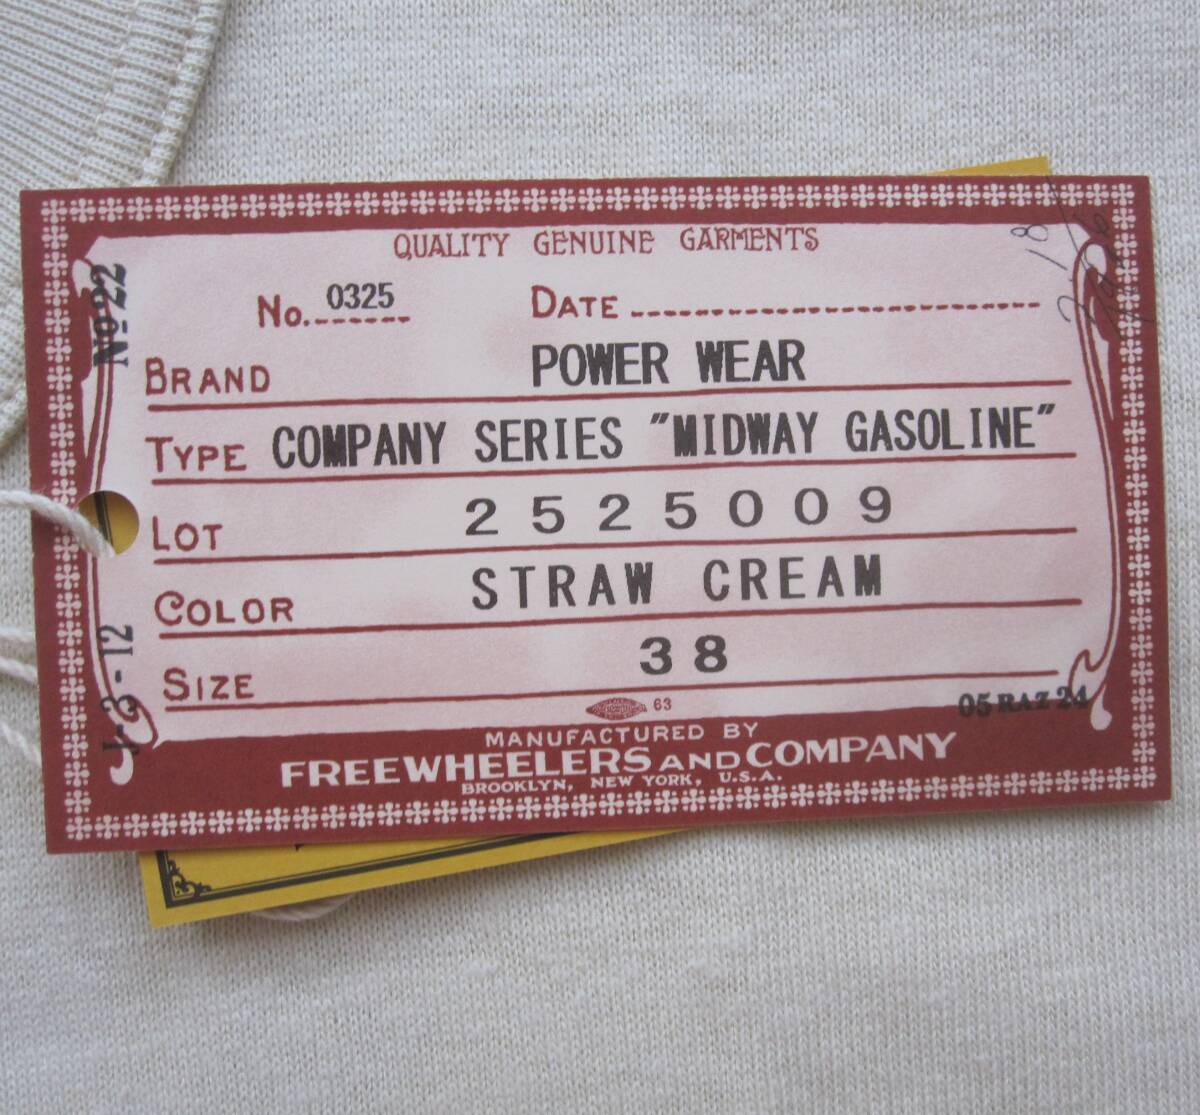 QUALITY GENUINE GARMENTS
No. 0325 DATE
BRAND POWER WEAR
TYPE COMPANY SERIES "MIDWAY GASOLINE"
LOT 2525009
COLOR STRAW CREAM
SIZE 38
63
MANUFACTURED BY
FREEWHEELERS AND COMPANY
BROOKLYN, NEW YORK, U.S.A.
No 22
J-3-12
05 RAZ 24